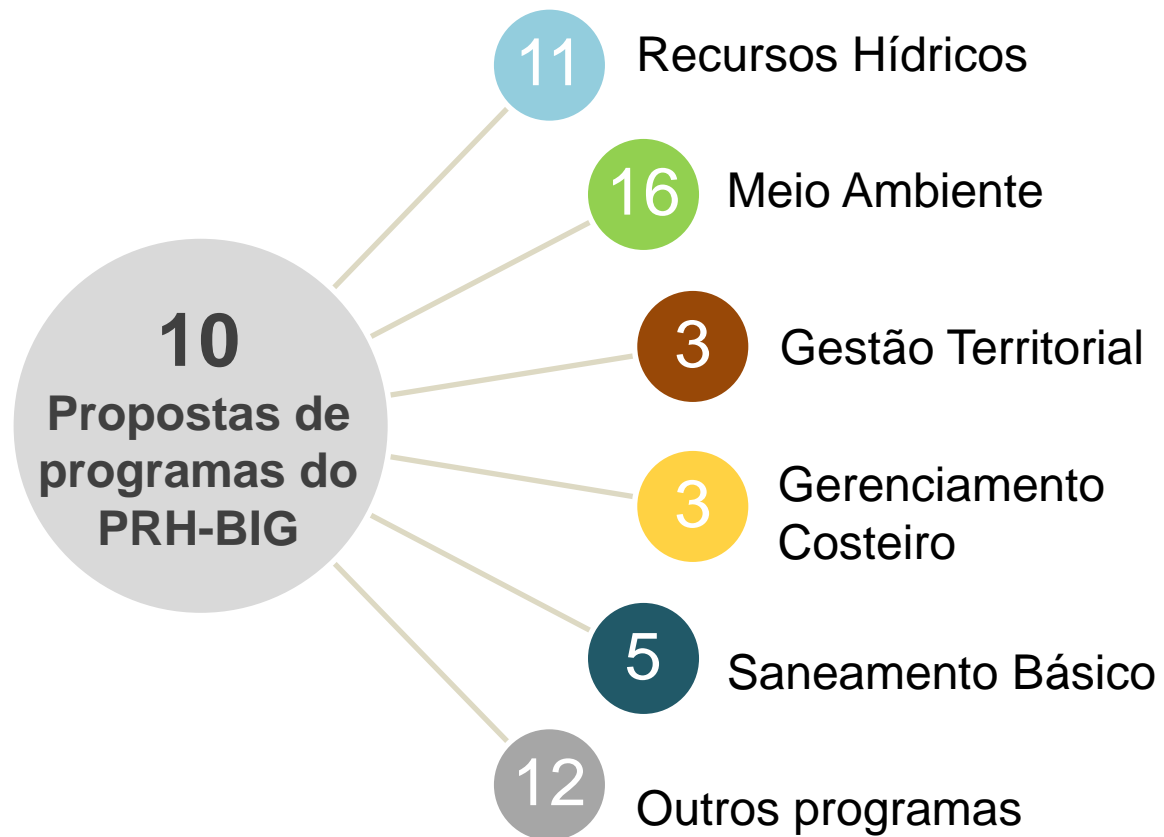 11
Recursos Hídricos
16
Meio Ambiente
10
Propostas de
programas do
PRH-BIG
3
Gestão Territorial
3
Gerenciamento
Costeiro
5
Saneamento Básico
12
Outros programas